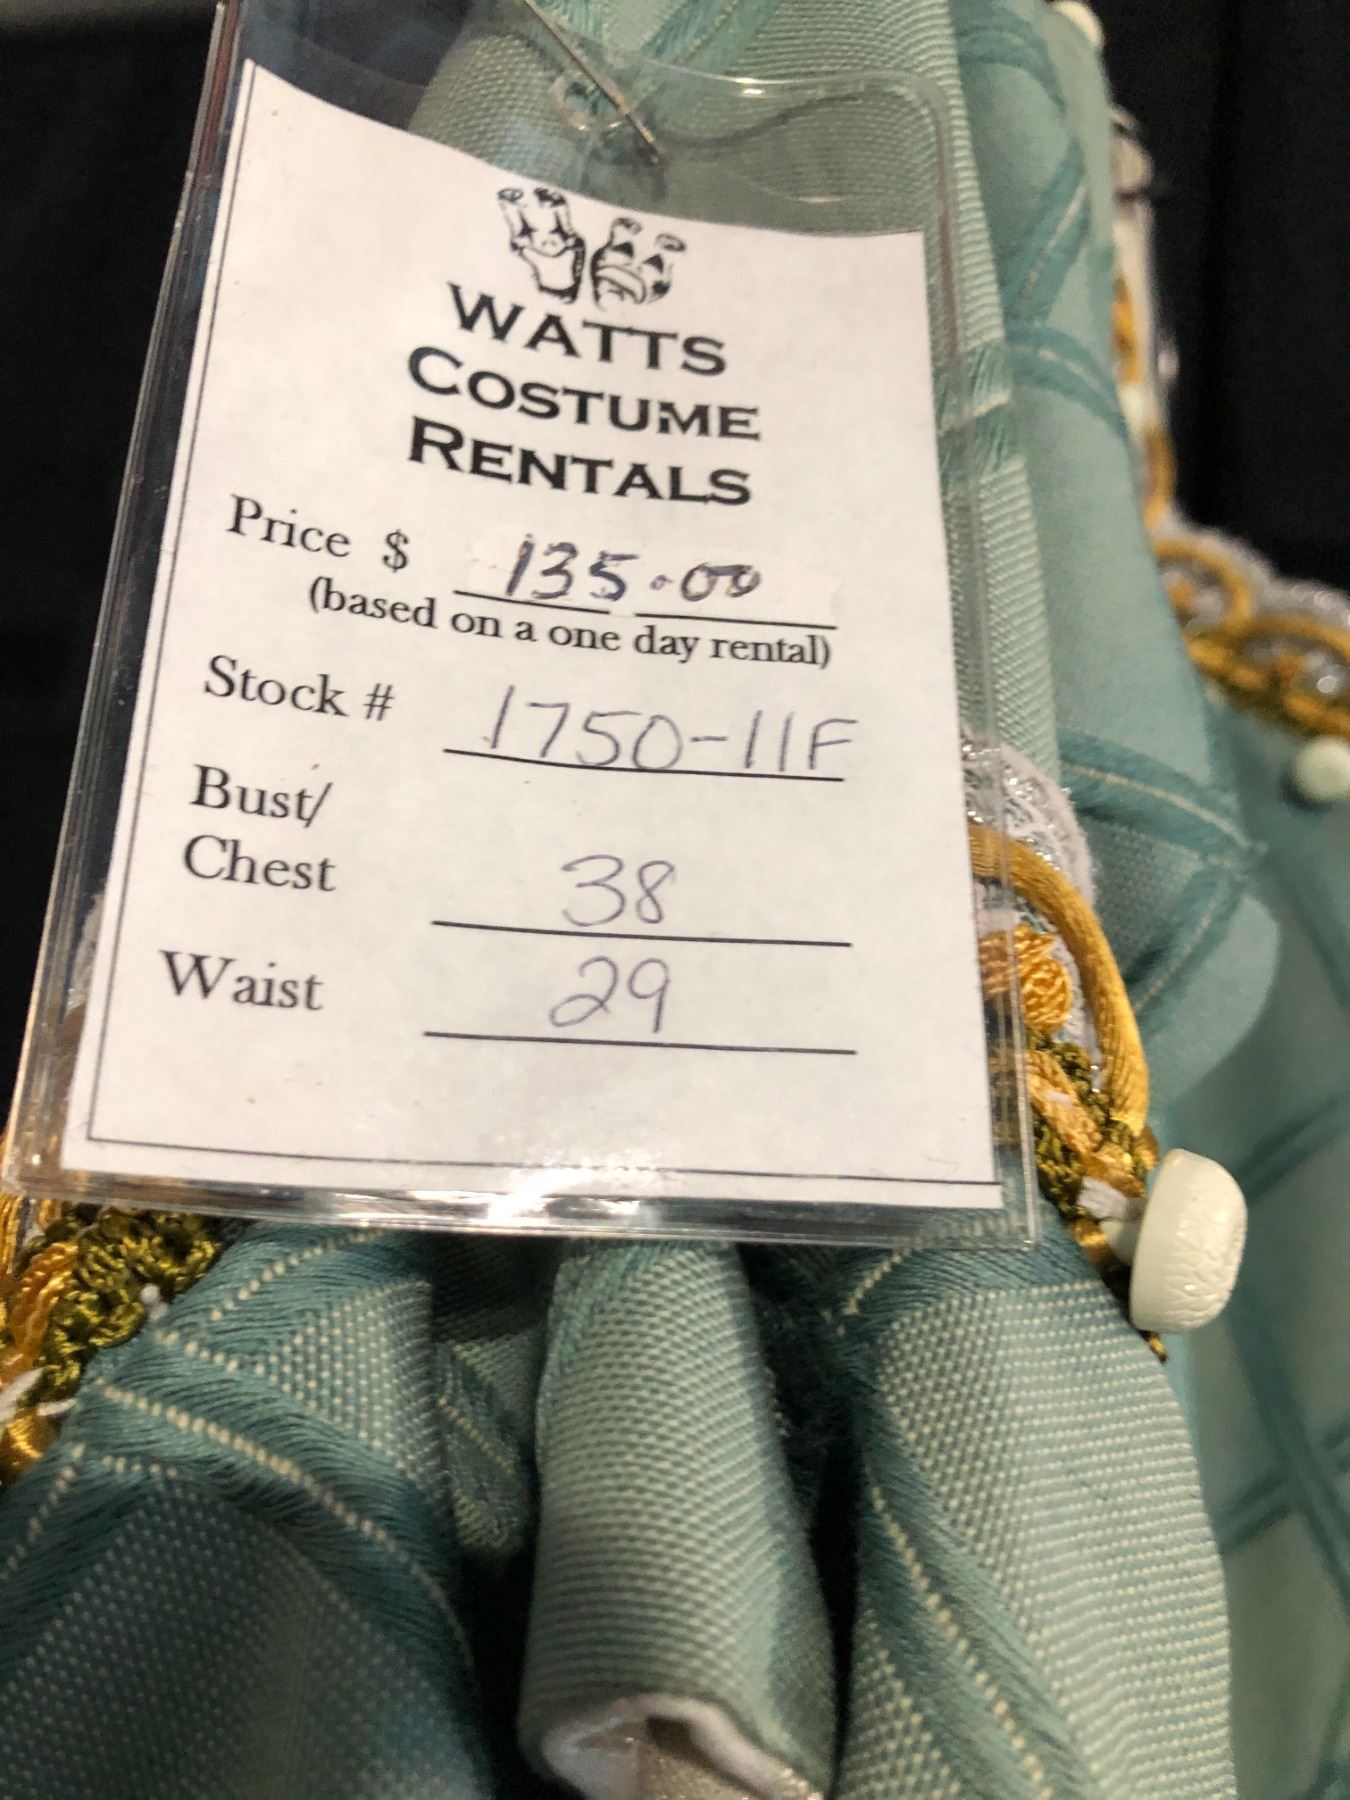 WATTS
COSTUME
RENTALS
Price $ 135.00
(based on a one day rental)
Stock # 1750-11F
Bust/
Chest 38
Waist 29